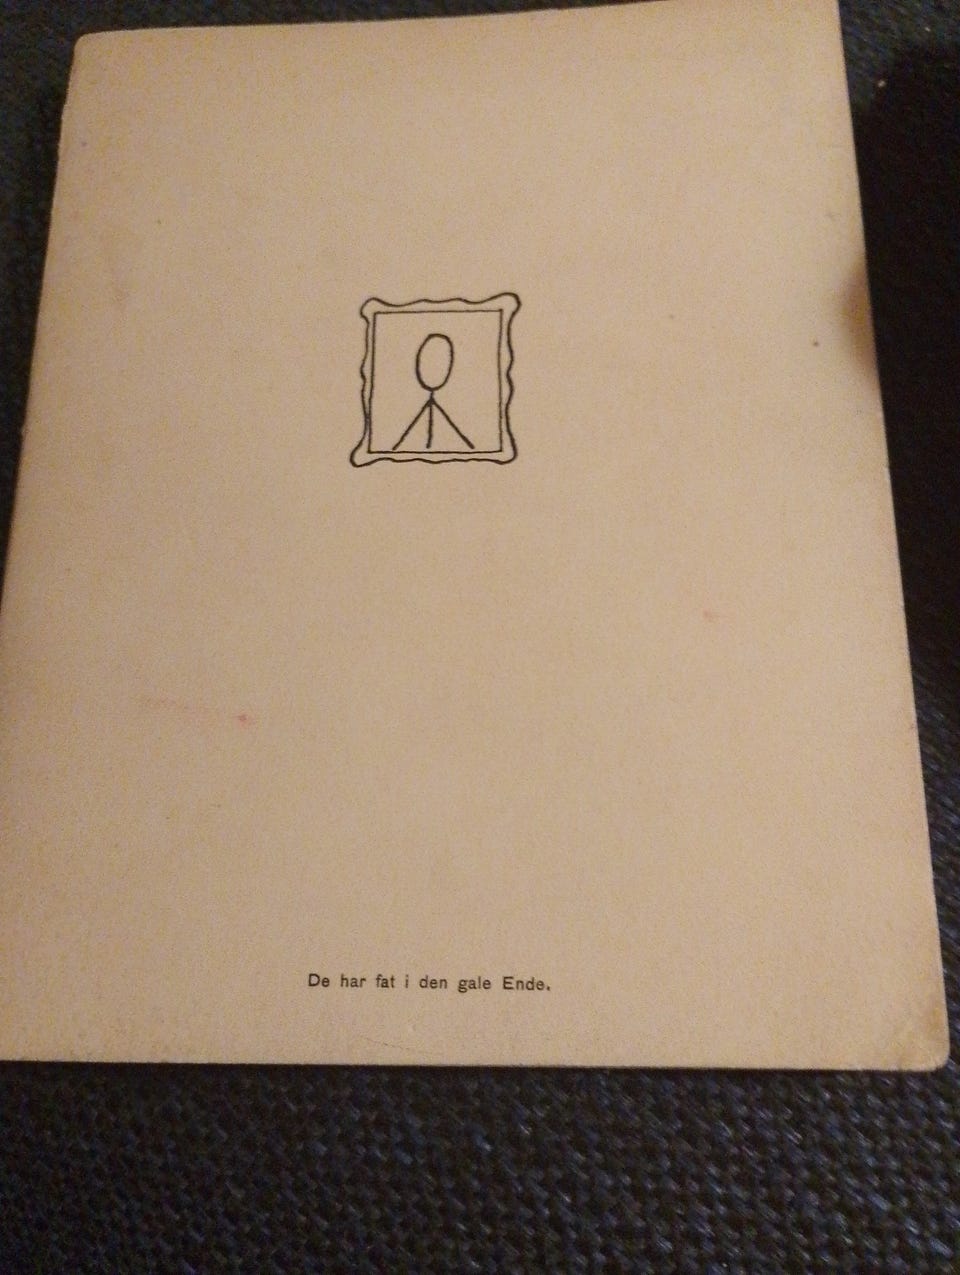 De har fat i den gale Ende.